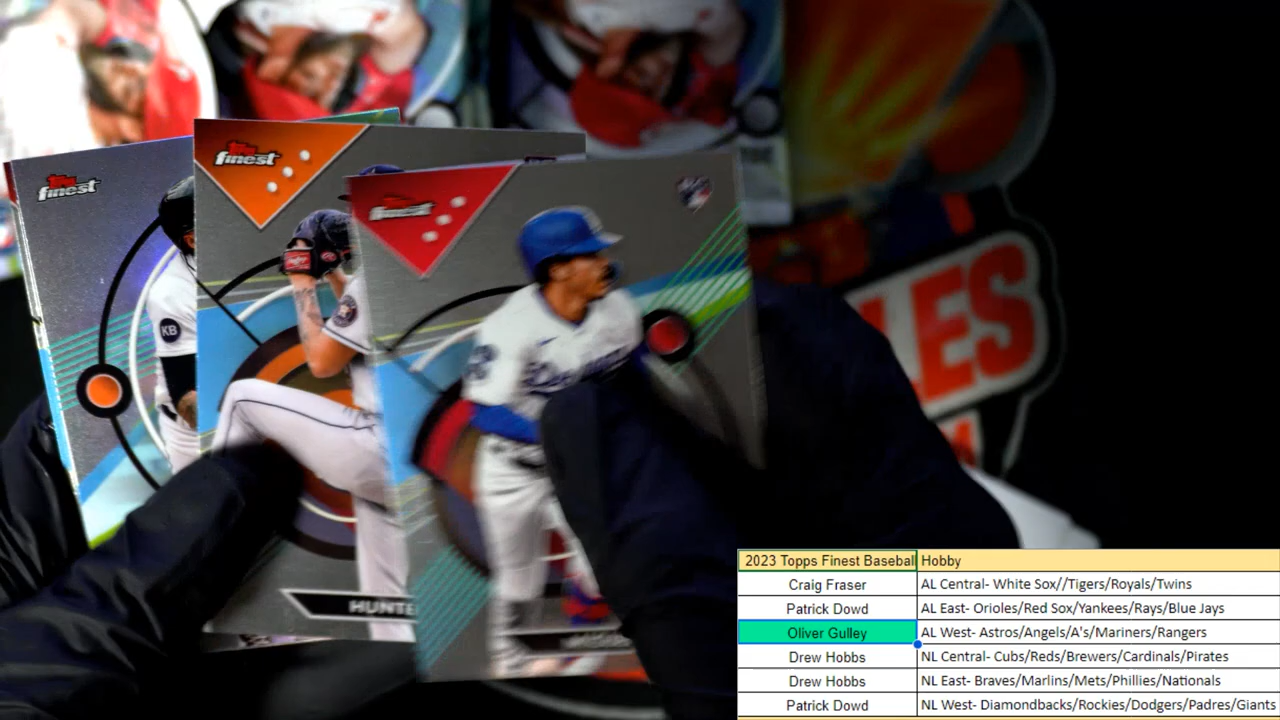 Topps
finest
Topps
finest
finest
KB
LES
HUNTE
2023 Topps Finest Baseball Hobby
Craig Fraser AL Central- White Sox//Tigers/Royals/Twins
Patrick Dowd AL East- Orioles/Red Sox/Yankees/Rays/Blue Jays
Oliver Gulley AL West- Astros/Angels/A's/Mariners/Rangers
Drew Hobbs NL Central- Cubs/Reds/Brewers/Cardinals/Pirates
Drew Hobbs NL East- Braves/Marlins/Mets/Phillies/Nationals
Patrick Dowd NL West- Diamondbacks/Rockies/Dodgers/Padres/Giants